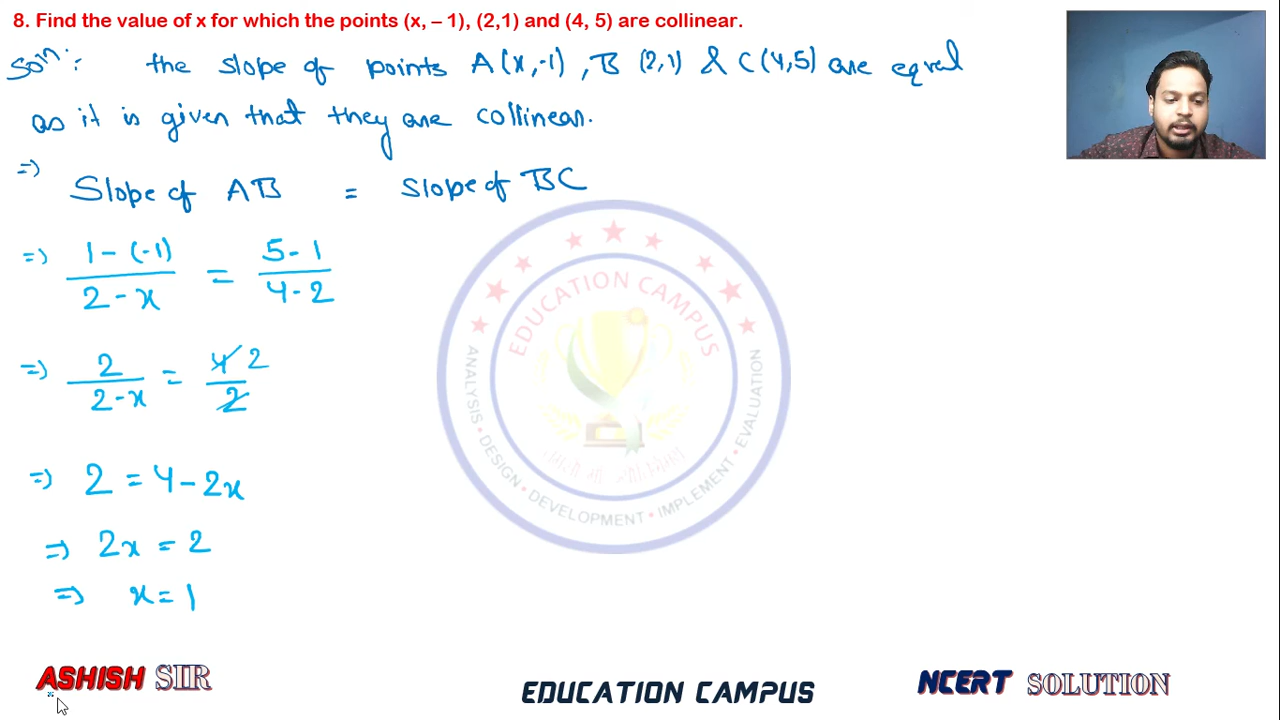 8. Find the value of x for which the points (x, – 1), (2,1) and (4, 5) are collinear.
Soln: the slope of points A(x,-1), B (2,1) & C(4,5) are equal
as it is given that they are collinear.
=>
Slope of AB = Slope of BC
=> 1-(-1) / 2-x = 5-1 / 4-2
=> 2 / 2-x = 4 2 / 2
=> 2 = 4-2x
=> 2x = 2
=> x = 1
EDUCATION CAMPUS
ANALYSIS • DESIGN • DEVELOPMENT • IMPLEMENT • EVALUATION
ASHISH SIR
EDUCATION CAMPUS
NCERT SOLUTION